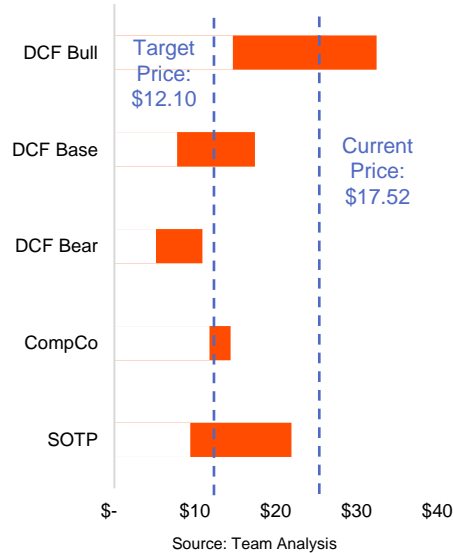 DCF Bull
Target
Price:
$12.10
DCF Base
Current
Price:
$17.52
DCF Bear
CompCo
SOTP
$- $10 $20 $30 $40
Source: Team Analysis